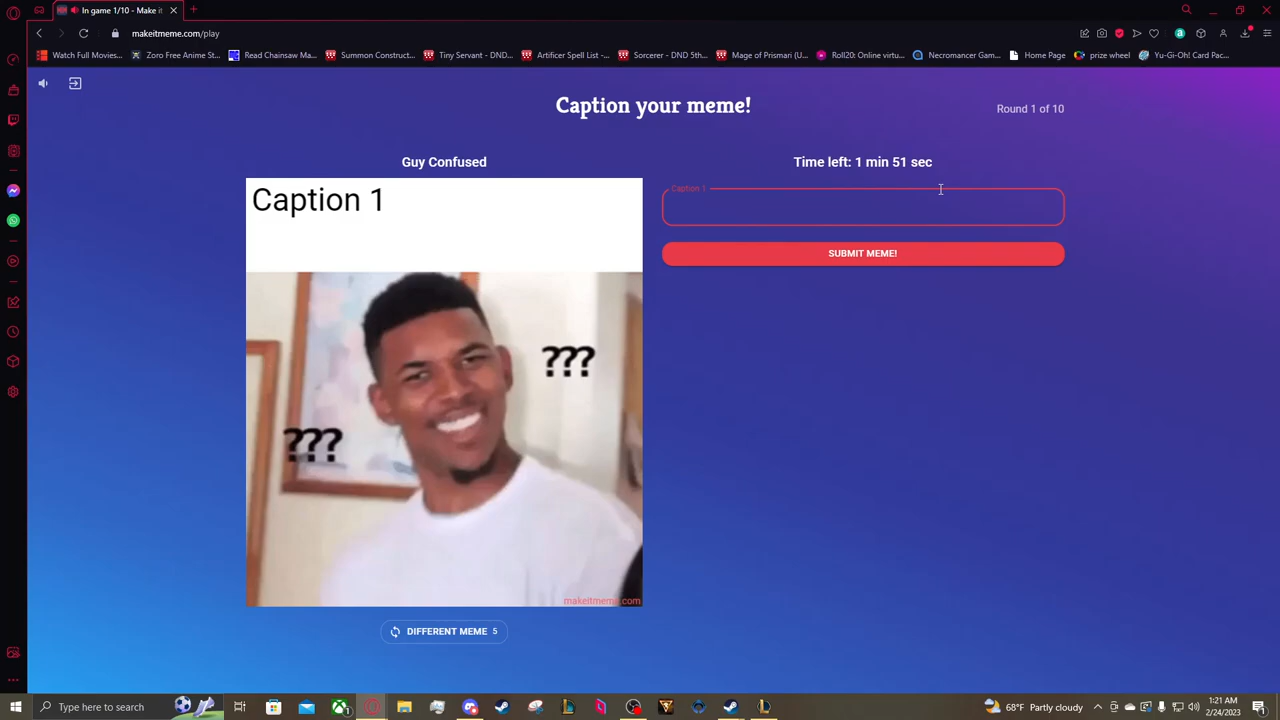 In game 1/10 - Make it
makeitmeme.com/play
Watch Full Movies...
Zoro Free Anime St...
Read Chainsaw Ma...
Summon Construct...
Tiny Servant - DND...
Artificer Spell List -...
Sorcerer - DND 5th...
Mage of Prismari (U...
Roll20: Online virtu...
Necromancer Gam...
Home Page
prize wheel
Yu-Gi-Oh! Card Pac...
Caption your meme!
Round 1 of 10
Guy Confused
Time left: 1 min 51 sec
Caption 1
Caption 1
SUBMIT MEME!
???
???
makeitmeme.com
DIFFERENT MEME 5
Type here to search
68°F Partly cloudy
1:21 AM
2/24/2023